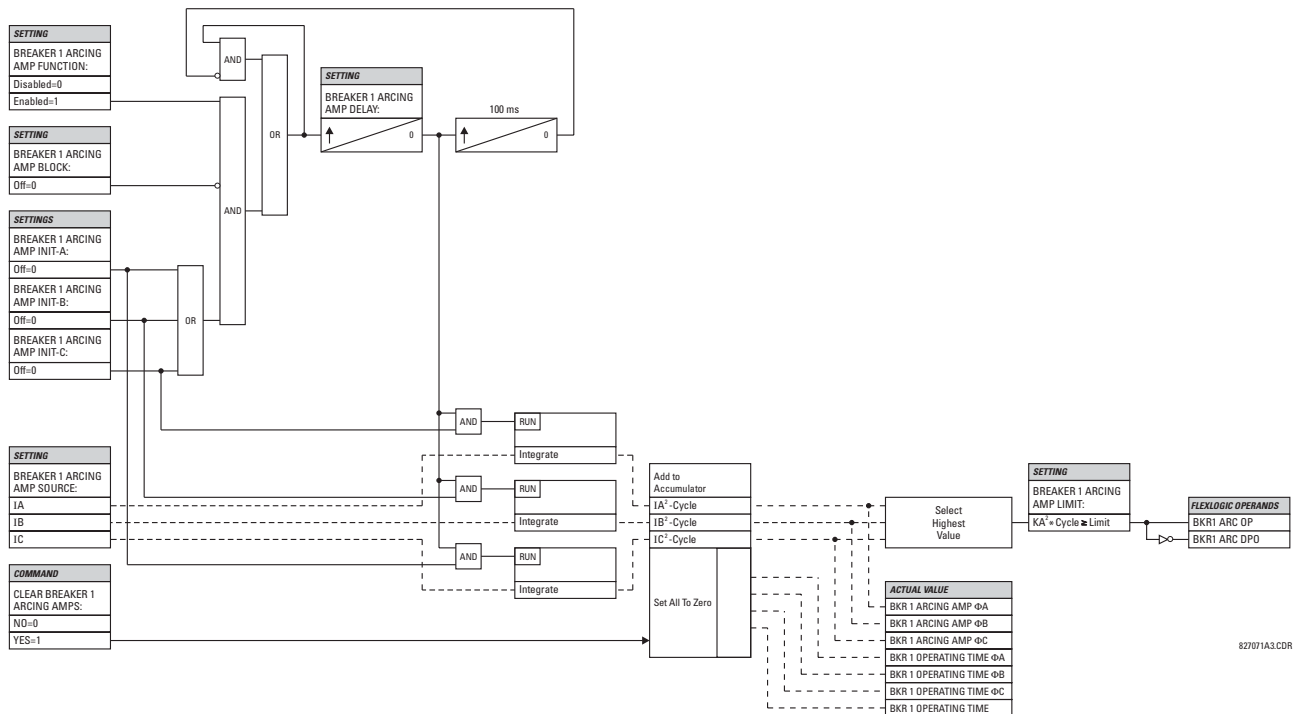 SETTING
BREAKER 1 ARCING
AMP FUNCTION:
Disabled=0
Enabled=1
SETTING
BREAKER 1 ARCING
AMP BLOCK:
Off=0
SETTINGS
BREAKER 1 ARCING
AMP INIT-A:
Off=0
BREAKER 1 ARCING
AMP INIT-B:
Off=0
BREAKER 1 ARCING
AMP INIT-C:
Off=0
SETTING
BREAKER 1 ARCING
AMP SOURCE:
IA
IB
IC
COMMAND
CLEAR BREAKER 1
ARCING AMPS:
NO=0
YES=1
AND
OR
AND
OR
SETTING
BREAKER 1 ARCING
AMP DELAY:
0
100 ms
0
AND
RUN
Integrate
AND
RUN
Integrate
AND
RUN
Integrate
Add to
Accumulator
IA²-Cycle
IB²-Cycle
IC²-Cycle
Set All To Zero
Select
Highest
Value
SETTING
BREAKER 1 ARCING
AMP LIMIT:
KA² * Cycle ≥ Limit
FLEXLOGIC OPERANDS
BKR1 ARC OP
BKR1 ARC DPO
ACTUAL VALUE
BKR 1 ARCING AMP ΦA
BKR 1 ARCING AMP ΦB
BKR 1 ARCING AMP ΦC
BKR 1 OPERATING TIME ΦA
BKR 1 OPERATING TIME ΦB
BKR 1 OPERATING TIME ΦC
BKR 1 OPERATING TIME
827071A3.CDR